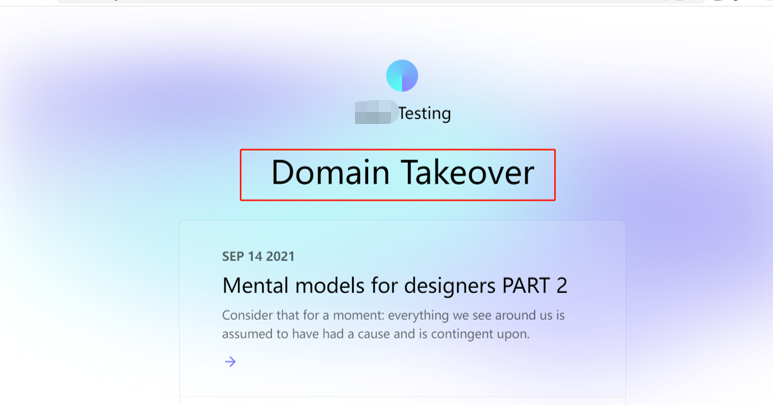 Testing
Domain Takeover
SEP 14 2021
Mental models for designers PART 2
Consider that for a moment: everything we see around us is
assumed to have had a cause and is contingent upon.